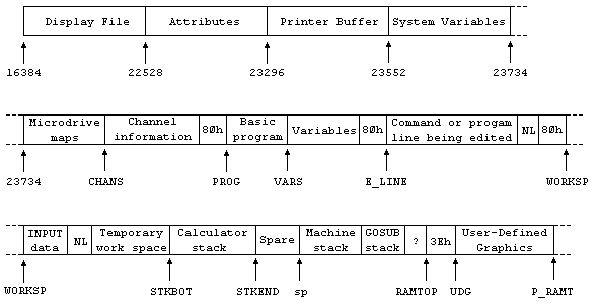 Display File Attributes Printer Buffer System Variables
16384 22528 23296 23552 23734
Microdrive maps Channel information 80h Basic program Variables 80h Command or progam line being edited NL 80h
23734 CHANS PROG VARS E_LINE WORKSP
INPUT data NL Temporary work space Calculator stack Spare Machine stack GOSUB stack ? 3Eh User-Defined Graphics
WORKSP STKBOT STKEND sp RAMTOP UDG P_RAMT